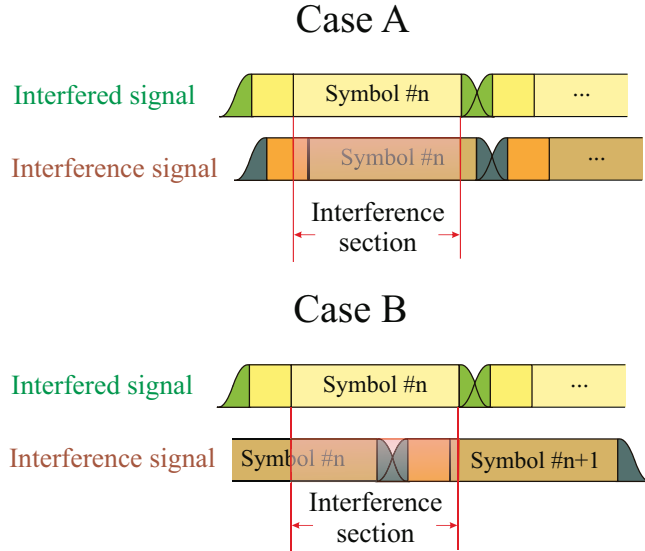 Case A
Interfered signal
Symbol #n
...
Interference signal
Symbol #n
...
Interference
section
Case B
Interfered signal
Symbol #n
...
Interference signal
Symbol #n
Symbol #n+1
Interference
section